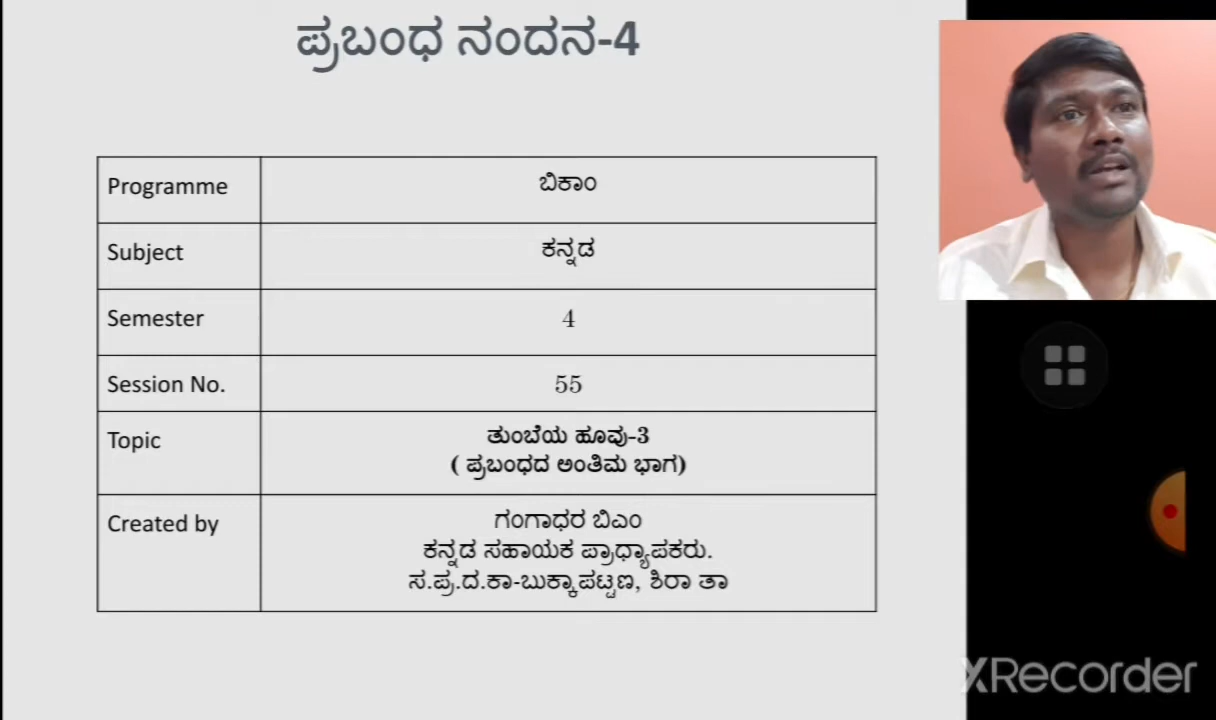 ಪ್ರಬಂಧ ನಂದನ-4
Programme ಬಿಕಾಂ
Subject ಕನ್ನಡ
Semester 4
Session No. 55
Topic ತುಂಬೆಯ ಹೂವು-3
( ಪ್ರಬಂಧದ ಅಂತಿಮ ಭಾಗ)
Created by ಗಂಗಾಧರ ಬಿಎಂ
ಕನ್ನಡ ಸಹಾಯಕ ಪ್ರಾಧ್ಯಾಪಕರು.
ಸ.ಪ್ರ.ದ.ಕಾ-ಬುಕ್ಕಾಪಟ್ಟಣ, ಶಿರಾ ತಾ
XRecorder